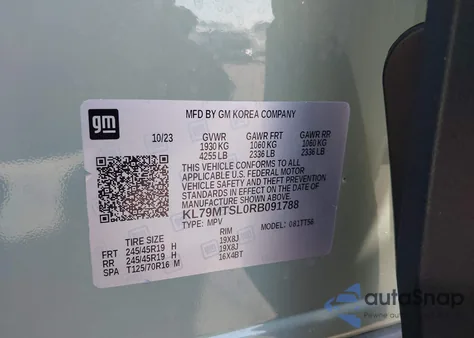 gm
MFD BY GM KOREA COMPANY
10/23 GVWR GAWR FRT GAWR RR
1930 KG 1060 KG 1060 KG
4255 LB 2336 LB 2336 LB
THIS VEHICLE CONFORMS TO ALL
APPLICABLE U.S. FEDERAL MOTOR
VEHICLE SAFETY AND THEFT PREVENTION
STANDARDS IN EFFECT ON THE DATE OF
MANUFACTURE SHOWN ABOVE.
KL79MTSL0RB091788
TYPE: MPV MODEL:
TIRE SIZE RIM
FRT 245/45R19 H 19X8J
RR 245/45R19 H 19X8J
SPA T125/70R16 M 16X4BT
autoSnap